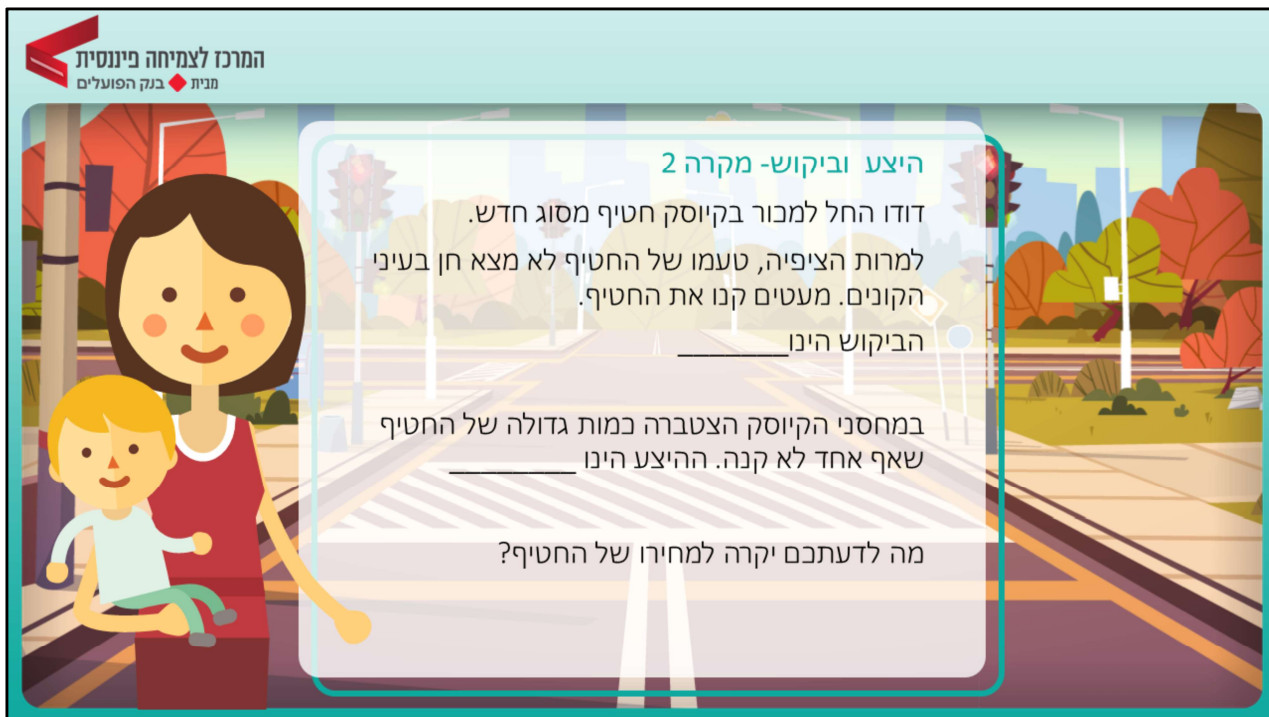 המרכז לצמיחה פיננסית
מבית בנק הפועלים
היצע וביקוש- מקרה 2
דודו החל למכור בקיוסק חטיף מסוג חדש.
למרות הציפיה, טעמו של החטיף לא מצא חן בעיני
הקונים. מעטים קנו את החטיף.
הביקוש הינו________
במחסני הקיוסק הצטברה כמות גדולה של החטיף
שאף אחד לא קנה. ההיצע הינו _________
מה לדעתכם יקרה למחירו של החטיף?